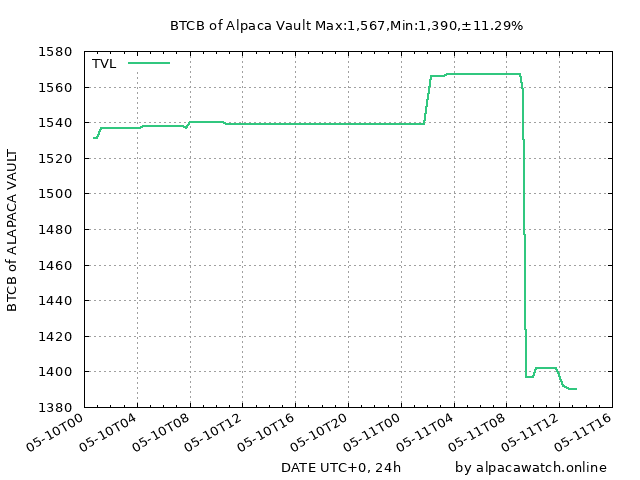 BTCB of Alpaca Vault Max:1,567,Min:1,390,±11.29%
TVL
BTCB of ALAPACA VAULT
1580
1560
1540
1520
1500
1480
1460
1440
1420
1400
1380
05-10T00
05-10T04
05-10T08
05-10T12
05-10T16
05-10T20
05-11T00
05-11T04
05-11T08
05-11T12
05-11T16
DATE UTC+0, 24h
by alpacawatch.online